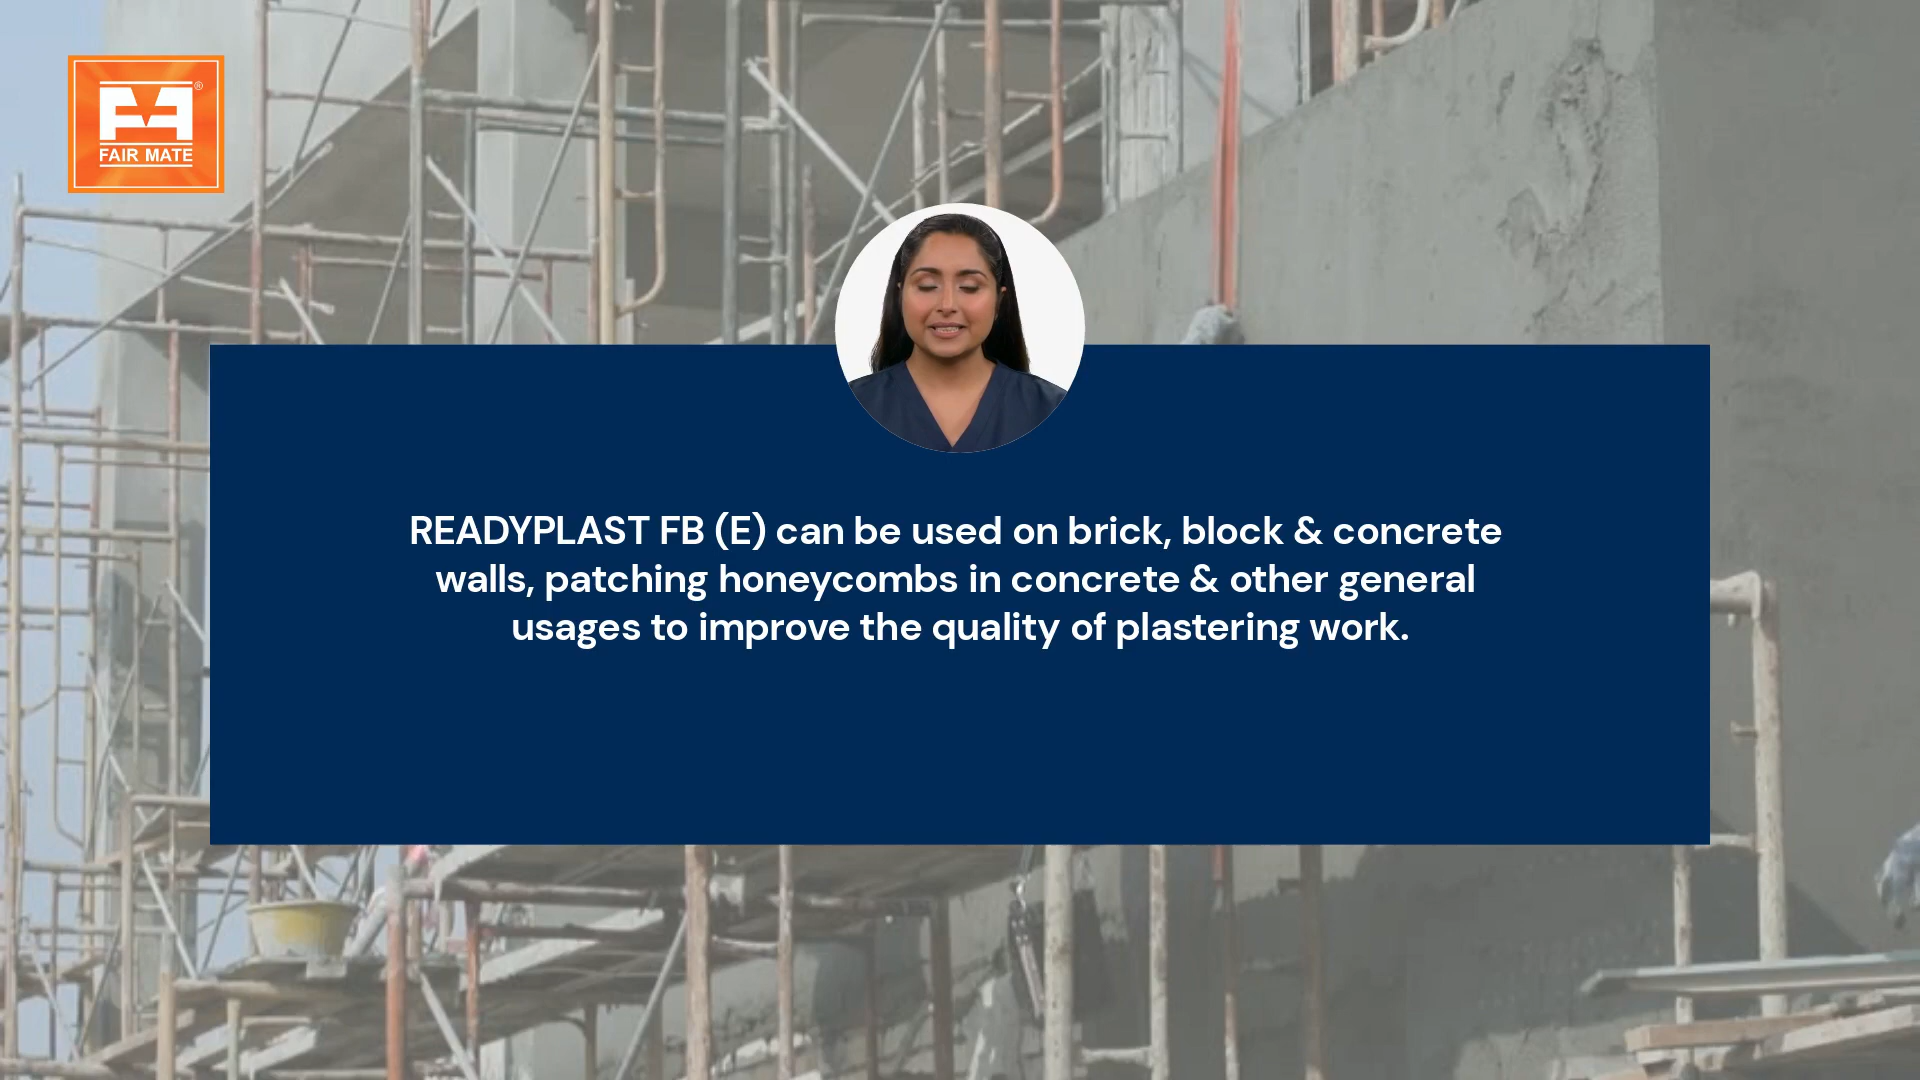 ®
FAIR MATE
READYPLAST FB (E) can be used on brick, block & concrete
walls, patching honeycombs in concrete & other general
usages to improve the quality of plastering work.